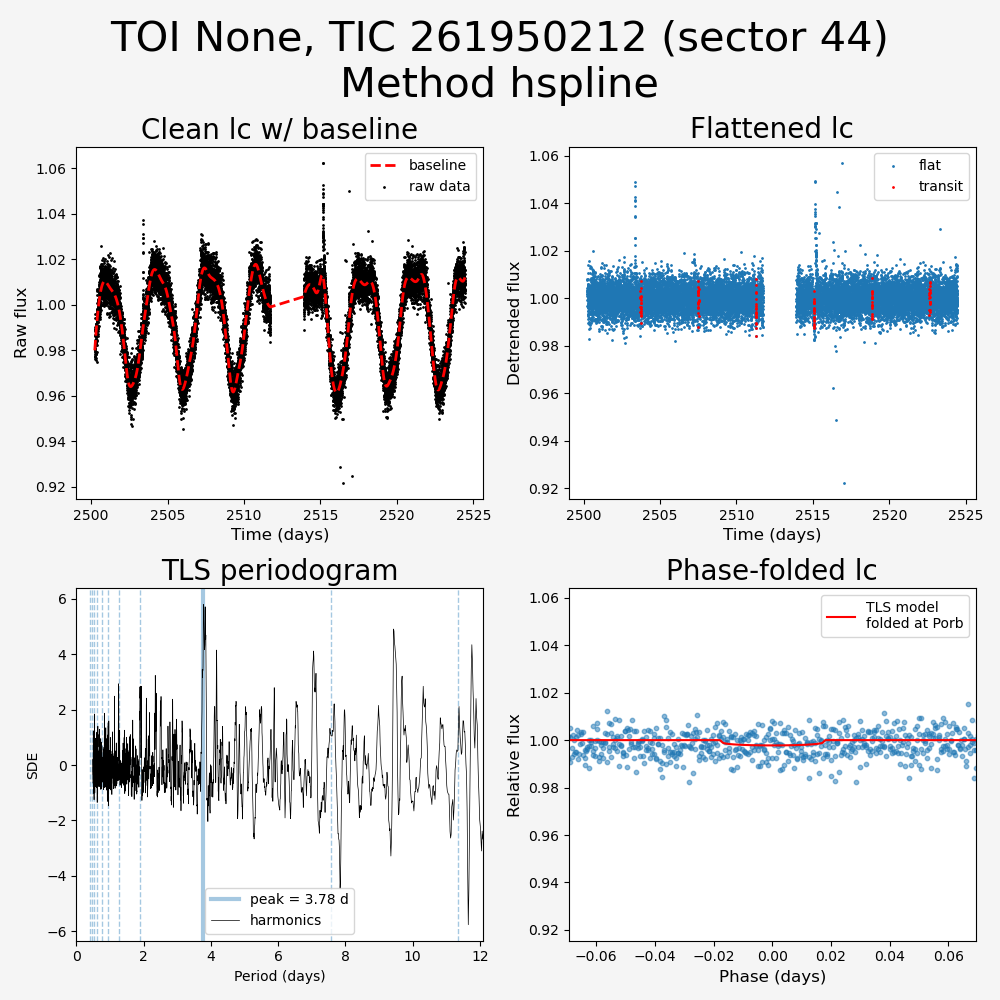 TOI None, TIC 261950212 (sector 44)
Method hspline
Clean lc w/ baseline
Raw flux
1.06
1.04
1.02
1.00
0.98
0.96
0.94
0.92
baseline
raw data
2500
2505
2510
2515
2520
2525
Time (days)
Flattened lc
Detrended flux
1.06
1.04
1.02
1.00
0.98
0.96
0.94
0.92
flat
transit
2500
2505
2510
2515
2520
2525
Time (days)
TLS periodogram
SDE
6
4
2
0
−2
−4
−6
peak = 3.78 d
harmonics
0
2
4
6
8
10
12
Period (days)
Phase-folded lc
Relative flux
1.06
1.04
1.02
1.00
0.98
0.96
0.94
0.92
TLS model
folded at Porb
−0.06
−0.04
−0.02
0.00
0.02
0.04
0.06
Phase (days)